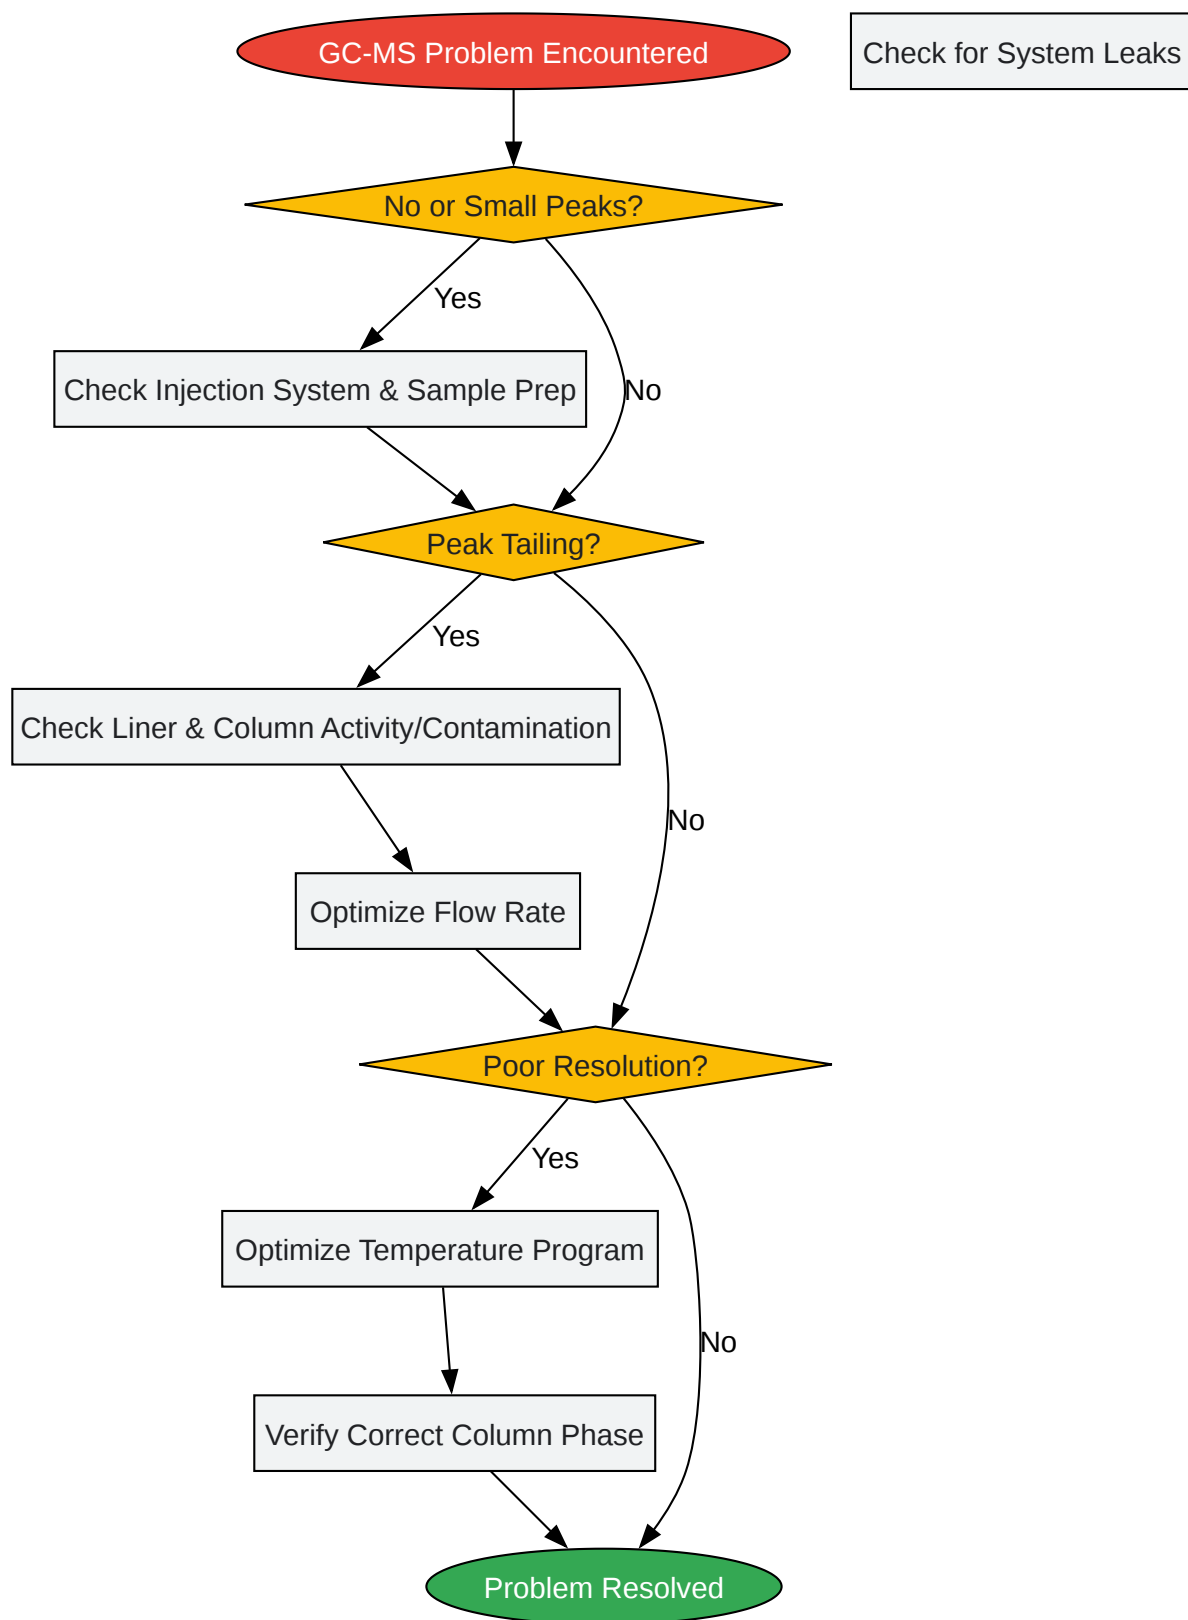 GC-MS Problem Encountered
Check for System Leaks
No or Small Peaks?
Yes
Check Injection System & Sample Prep
No
Peak Tailing?
Yes
Check Liner & Column Activity/Contamination
No
Optimize Flow Rate
Poor Resolution?
Yes
Optimize Temperature Program
No
Verify Correct Column Phase
Problem Resolved